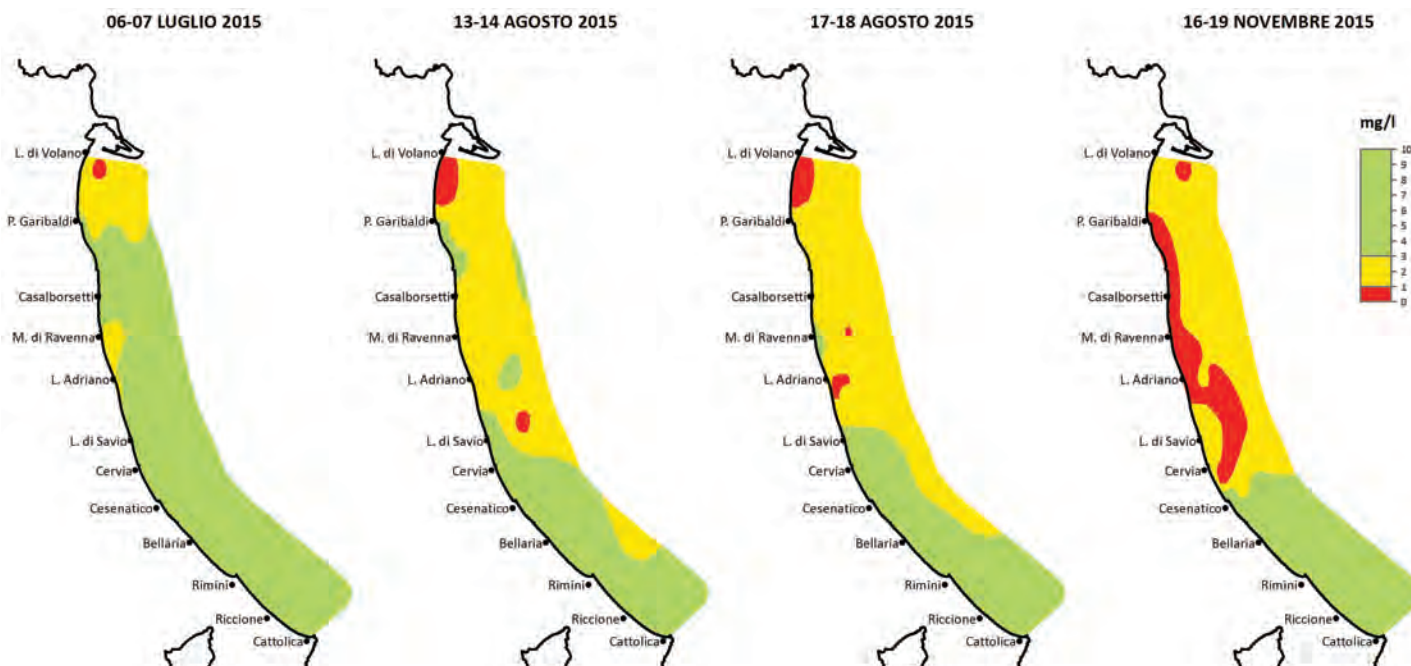 06-07 LUGLIO 2015
L. di Volano
P. Garibaldi
Casalborsetti
M. di Ravenna
L. Adriano
L. di Savio
Cervia
Cesenatico
Bellaria
Rimini
Riccione
Cattolica
13-14 AGOSTO 2015
L. di Volano
P. Garibaldi
Casalborsetti
M. di Ravenna
L. Adriano
L. di Savio
Cervia
Cesenatico
Bellaria
Rimini
Riccione
Cattolica
17-18 AGOSTO 2015
L. di Volano
P. Garibaldi
Casalborsetti
M. di Ravenna
L. Adriano
L. di Savio
Cervia
Cesenatico
Bellaria
Rimini
Riccione
Cattolica
16-19 NOVEMBRE 2015
L. di Volano
P. Garibaldi
Casalborsetti
M. di Ravenna
L. Adriano
L. di Savio
Cervia
Cesenatico
Bellaria
Rimini
Riccione
Cattolica
mg/l
10
9
8
7
6
5
4
3
2
1
0